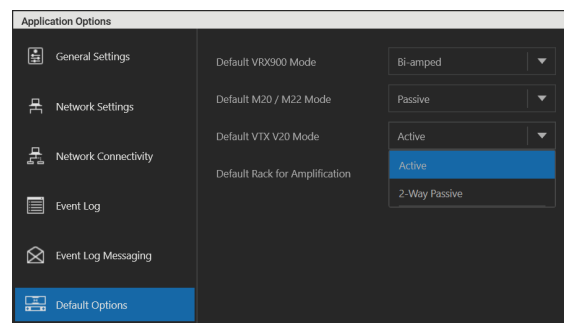 Application Options
General Settings
Network Settings
Network Connectivity
Event Log
Event Log Messaging
Default Options
Default VRX900 Mode
Bi-amped
Default M20 / M22 Mode
Passive
Default VTX V20 Mode
Active
Default Rack for Amplification
Active
2-Way Passive